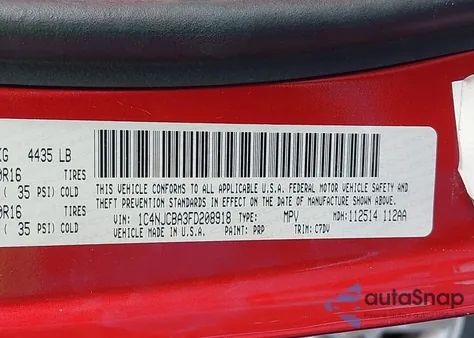 KG 4435 LB
0R16 TIRES
( 35 PSI) COLD
0R16 TIRES
( 35 PSI) COLD
THIS VEHICLE CONFORMS TO ALL APPLICABLE U.S.A. FEDERAL MOTOR VEHICLE SAFETY AND
THEFT PREVENTION STANDARDS IN EFFECT ON THE DATE OF MANUFACTURE SHOWN ABOVE.
VIN: 1C4NJCBA3FD208918 TYPE: MPV MDH: 112514 112AA
VEHICLE MADE IN U.S.A. PAINT: PRP TRIM: C7DV
autoSnap